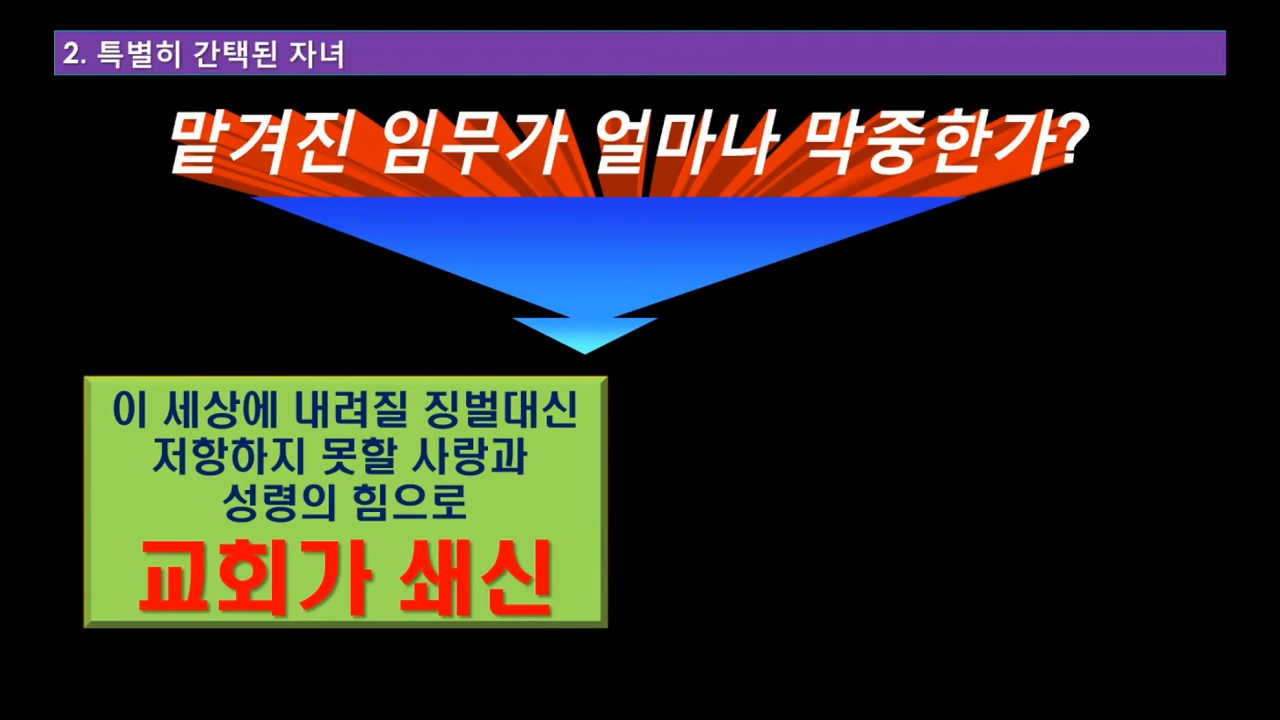 2. 특별히 간택된 자녀
맡겨진 임무가 얼마나 막중한가?
이 세상에 내려질 징벌대신
저항하지 못할 사랑과
성령의 힘으로
교회가 쇄신